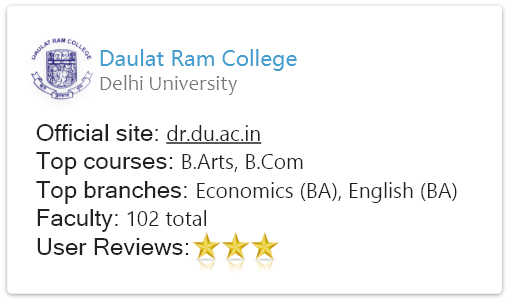 DAULAT RAM COLLEGE
Daulat Ram College
Delhi University
Official site: dr.du.ac.in
Top courses: B.Arts, B.Com
Top branches: Economics (BA), English (BA)
Faculty: 102 total
User Reviews: